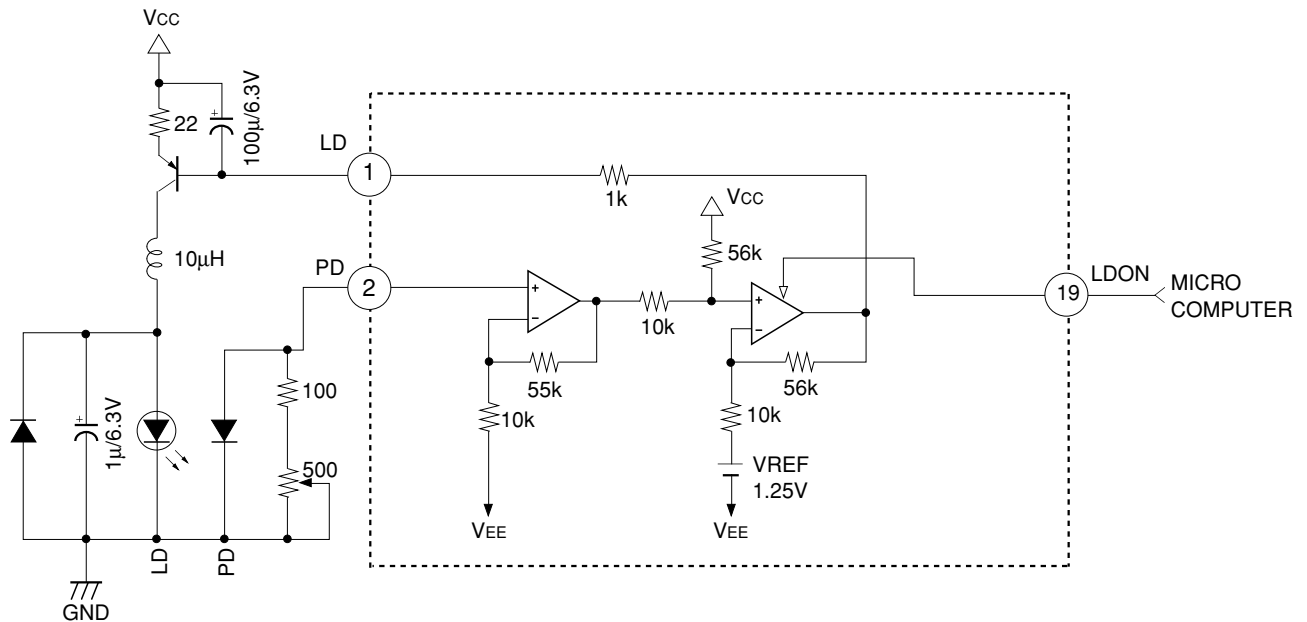 VCC
22
100μ/6.3V
LD
1
1k
VCC
10μH
56k
PD
2
+
−
10k
+
−
LDON
19
MICRO
COMPUTER
55k
56k
100
10k
10k
1μ/6.3V
500
VREF
1.25V
VEE
VEE
LD
PD
GND